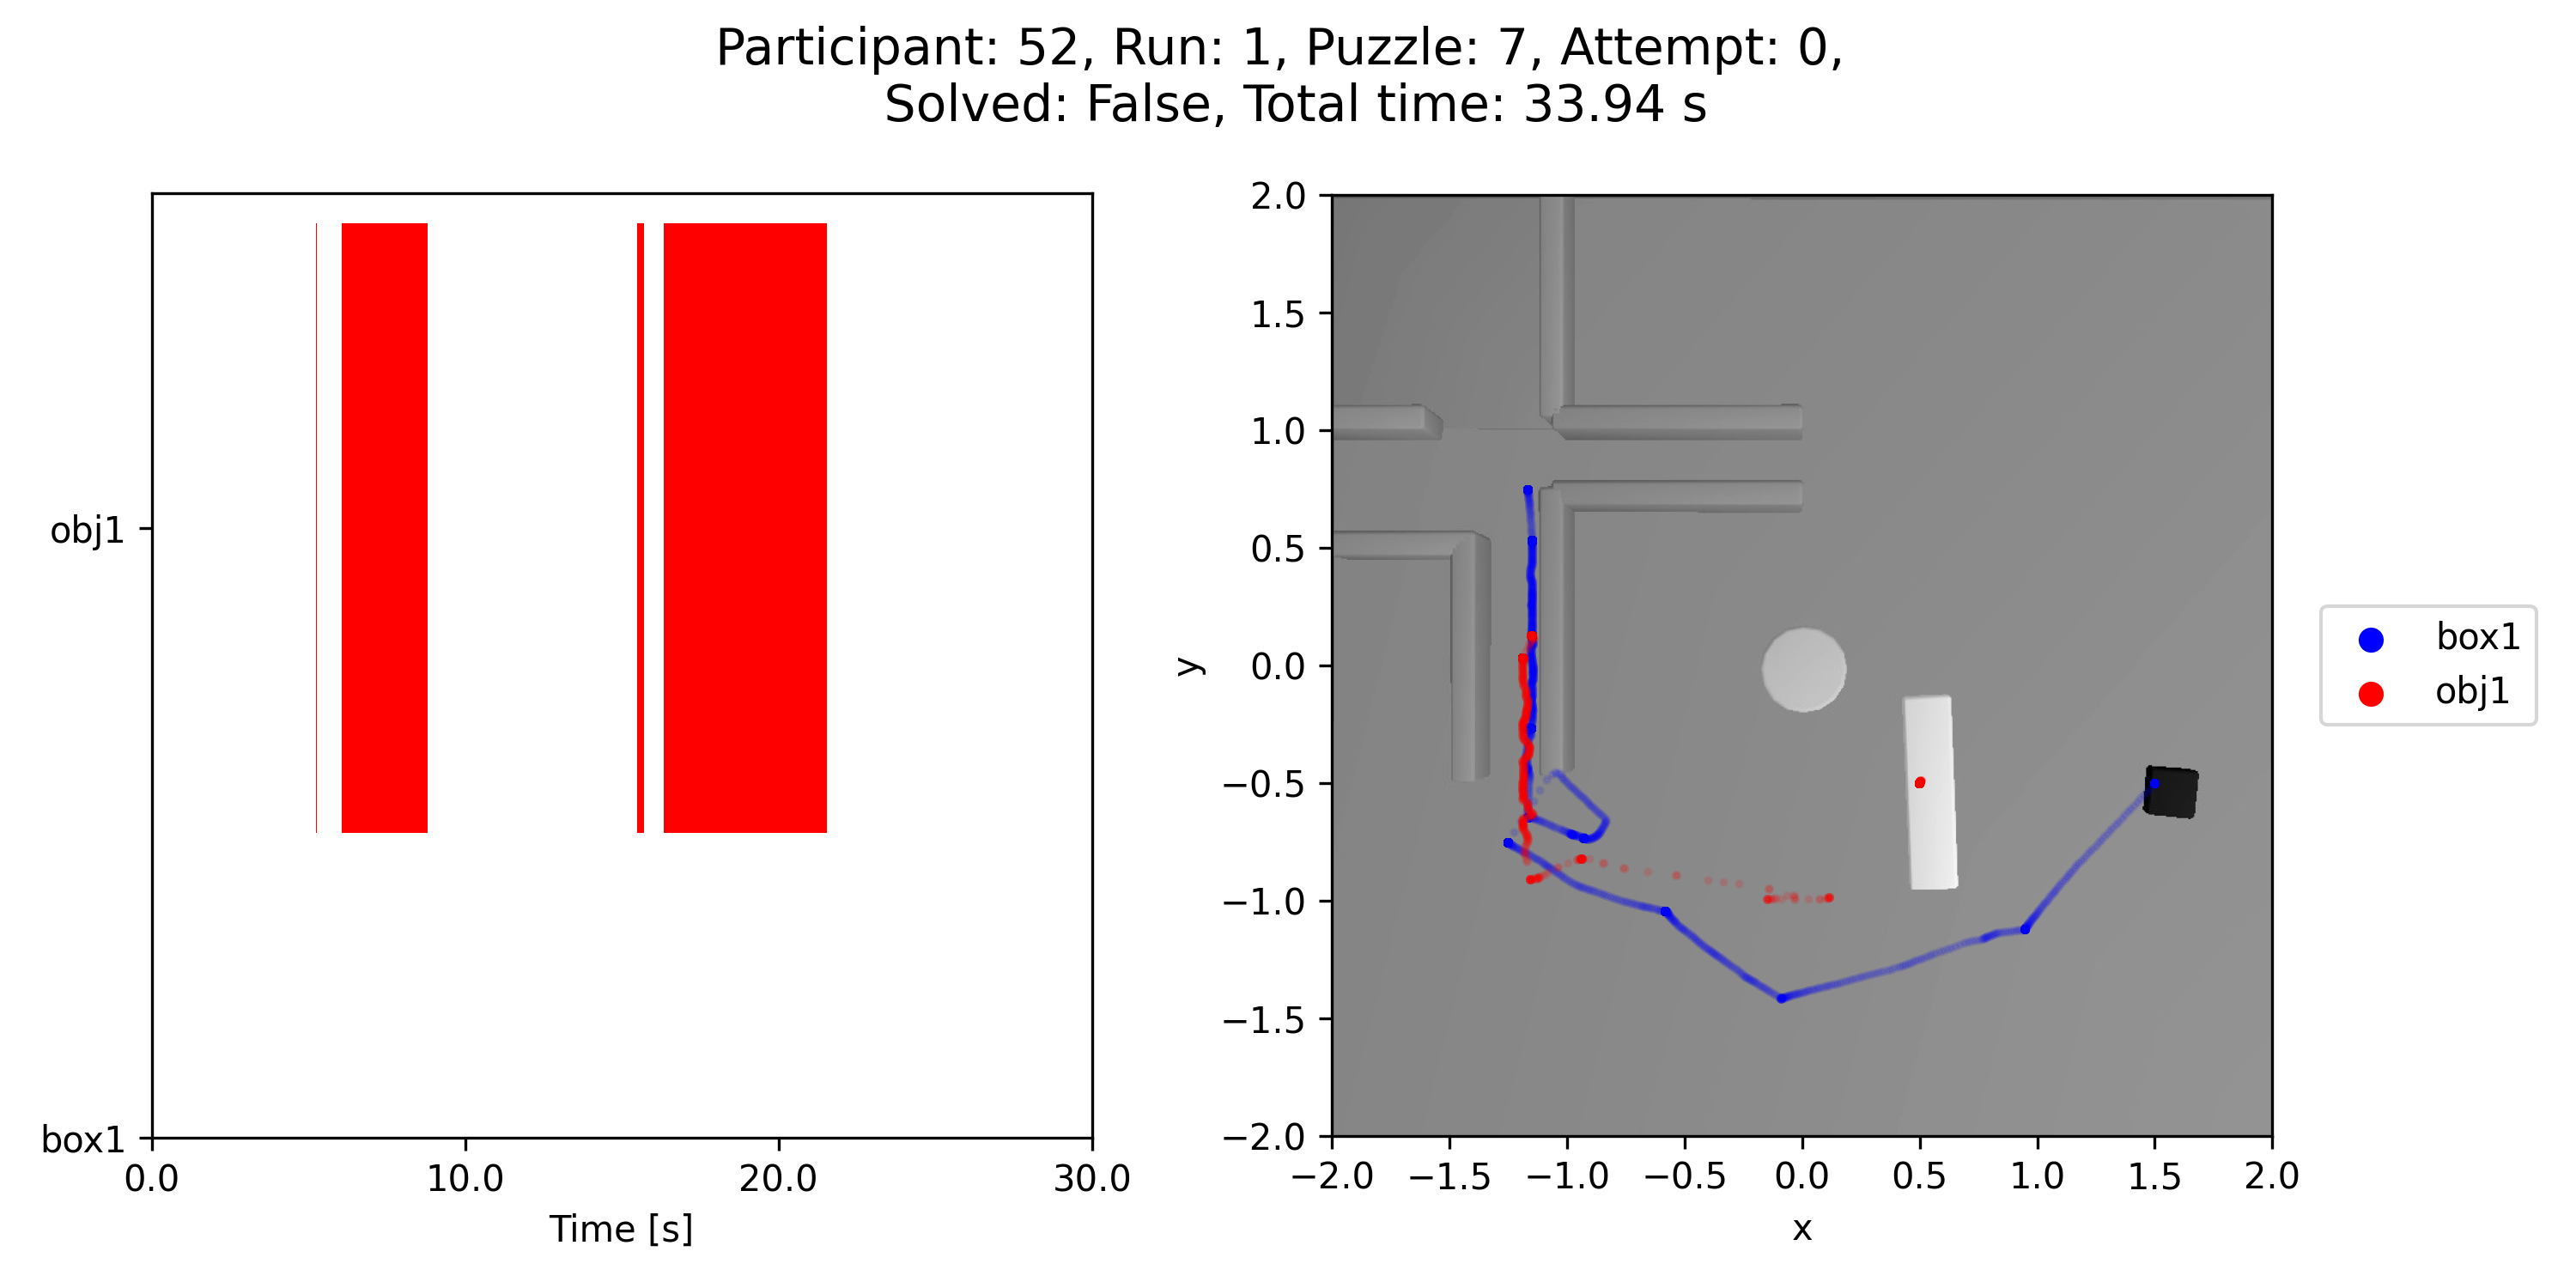 Participant: 52, Run: 1, Puzzle: 7, Attempt: 0,
Solved: False, Total time: 33.94 s
obj1
box1
0.0 10.0 20.0 30.0
Time [s]
2.0
1.5
1.0
0.5
0.0
−0.5
−1.0
−1.5
−2.0
y
−2.0 −1.5 −1.0 −0.5 0.0 0.5 1.0 1.5 2.0
x
box1
obj1